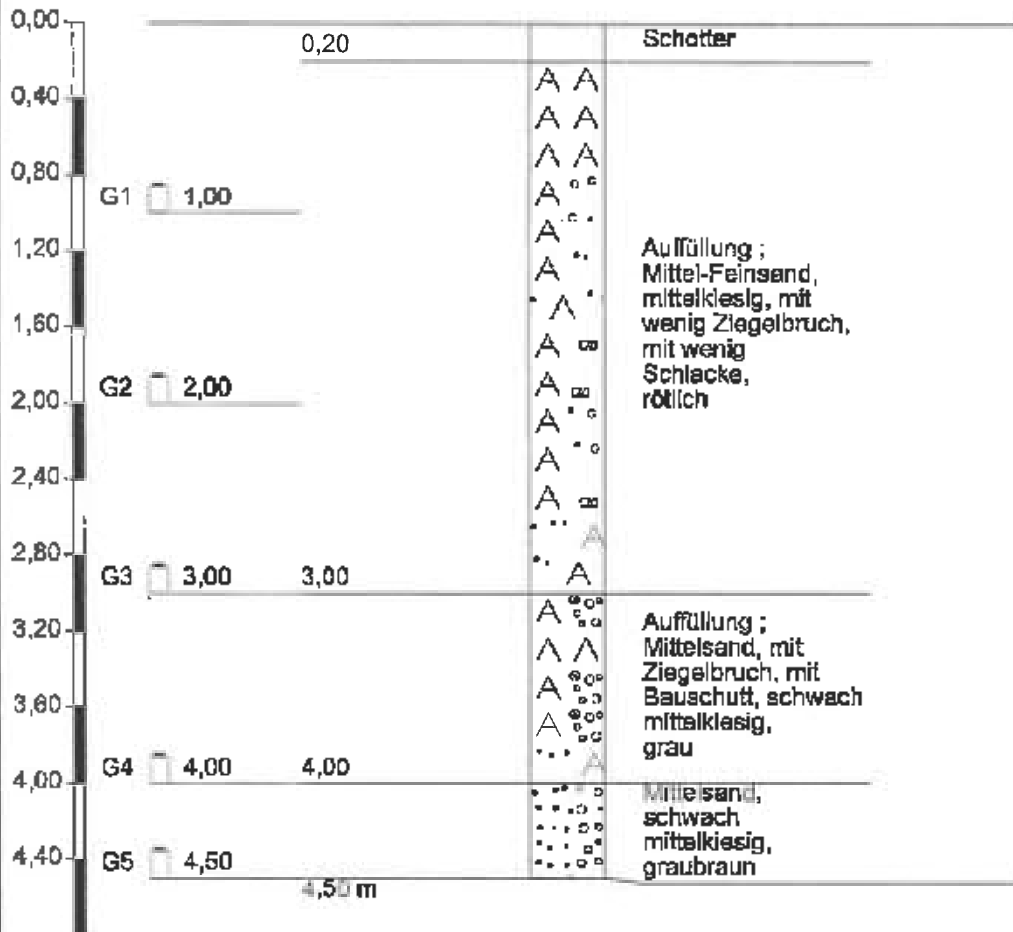 0,00
0,20 Schotter
0,40
0,80
G1 1,00
1,20
Auffüllung ;
Mittel-Feinsand,
mittelkiesig, mit
wenig Ziegelbruch,
mit wenig
Schlacke,
rötlich
1,60
G2 2,00
2,00
2,40
2,80
G3 3,00 3,00
3,20
Auffüllung ;
Mittelsand, mit
Ziegelbruch, mit
Bauschutt, schwach
mittelkiesig,
grau
3,60
G4 4,00 4,00
4,00
Mittelsand,
schwach
mittelkiesig,
graubraun
4,40
G5 4,50
4,50 m